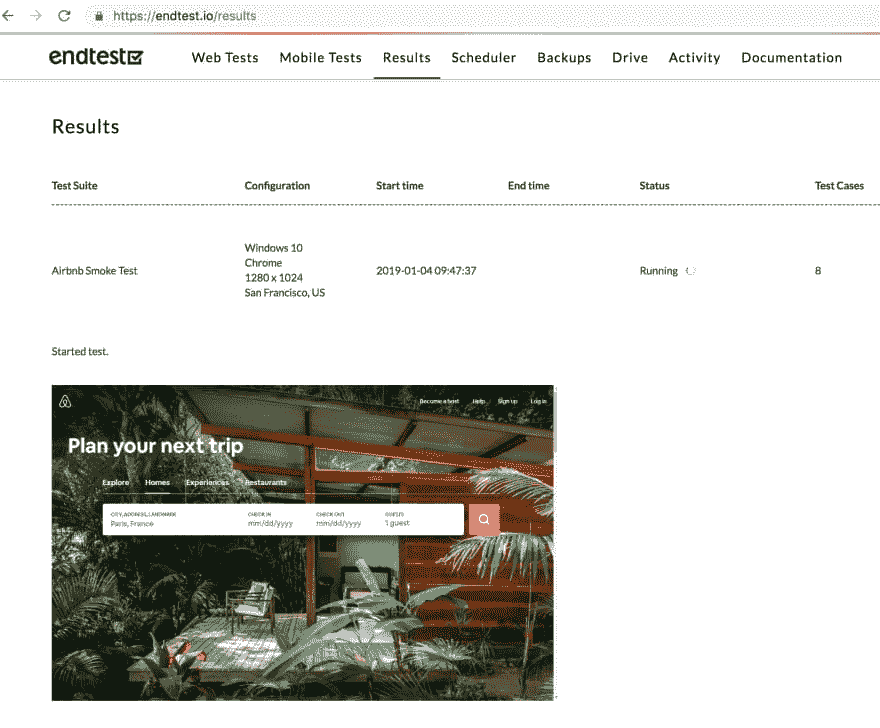 https://endtest.io/results
endtest
Web Tests Mobile Tests Results Scheduler Backups Drive Activity Documentation
Results
Test Suite Configuration Start time End time Status Test Cases
Windows 10
Chrome
Airbnb Smoke Test 2019-01-04 09:47:37 Running 8
1280 x 1024
San Francisco, US
Started test.
Become a host Help Sign up Log in
Plan your next trip
Explore Homes Experiences Restaurants
CITY, ADDRESS, LANDMARK CHECK IN CHECK OUT GUESTS
Paris, France mm/dd/yyyy mm/dd/yyyy 1 guest